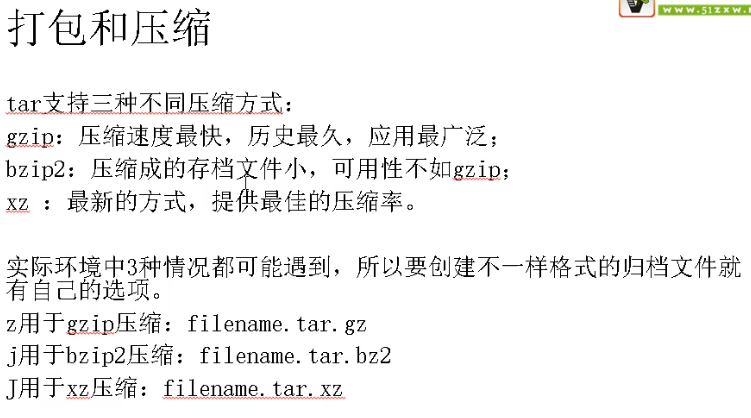 www.51zxw.n
打包和压缩
tar支持三种不同压缩方式：
gzip：压缩速度最快，历史最久，应用最广泛；
bzip2：压缩成的存档文件小，可用性不如gzip；
xz ：最新的方式，提供最佳的压缩率。
实际环境中3种情况都可能遇到，所以要创建不一样格式的归档文件就
有自己的选项。
z用于gzip压缩：filename.tar.gz
j用于bzip2压缩：filename.tar.bz2
J用于xz压缩：filename.tar.xz